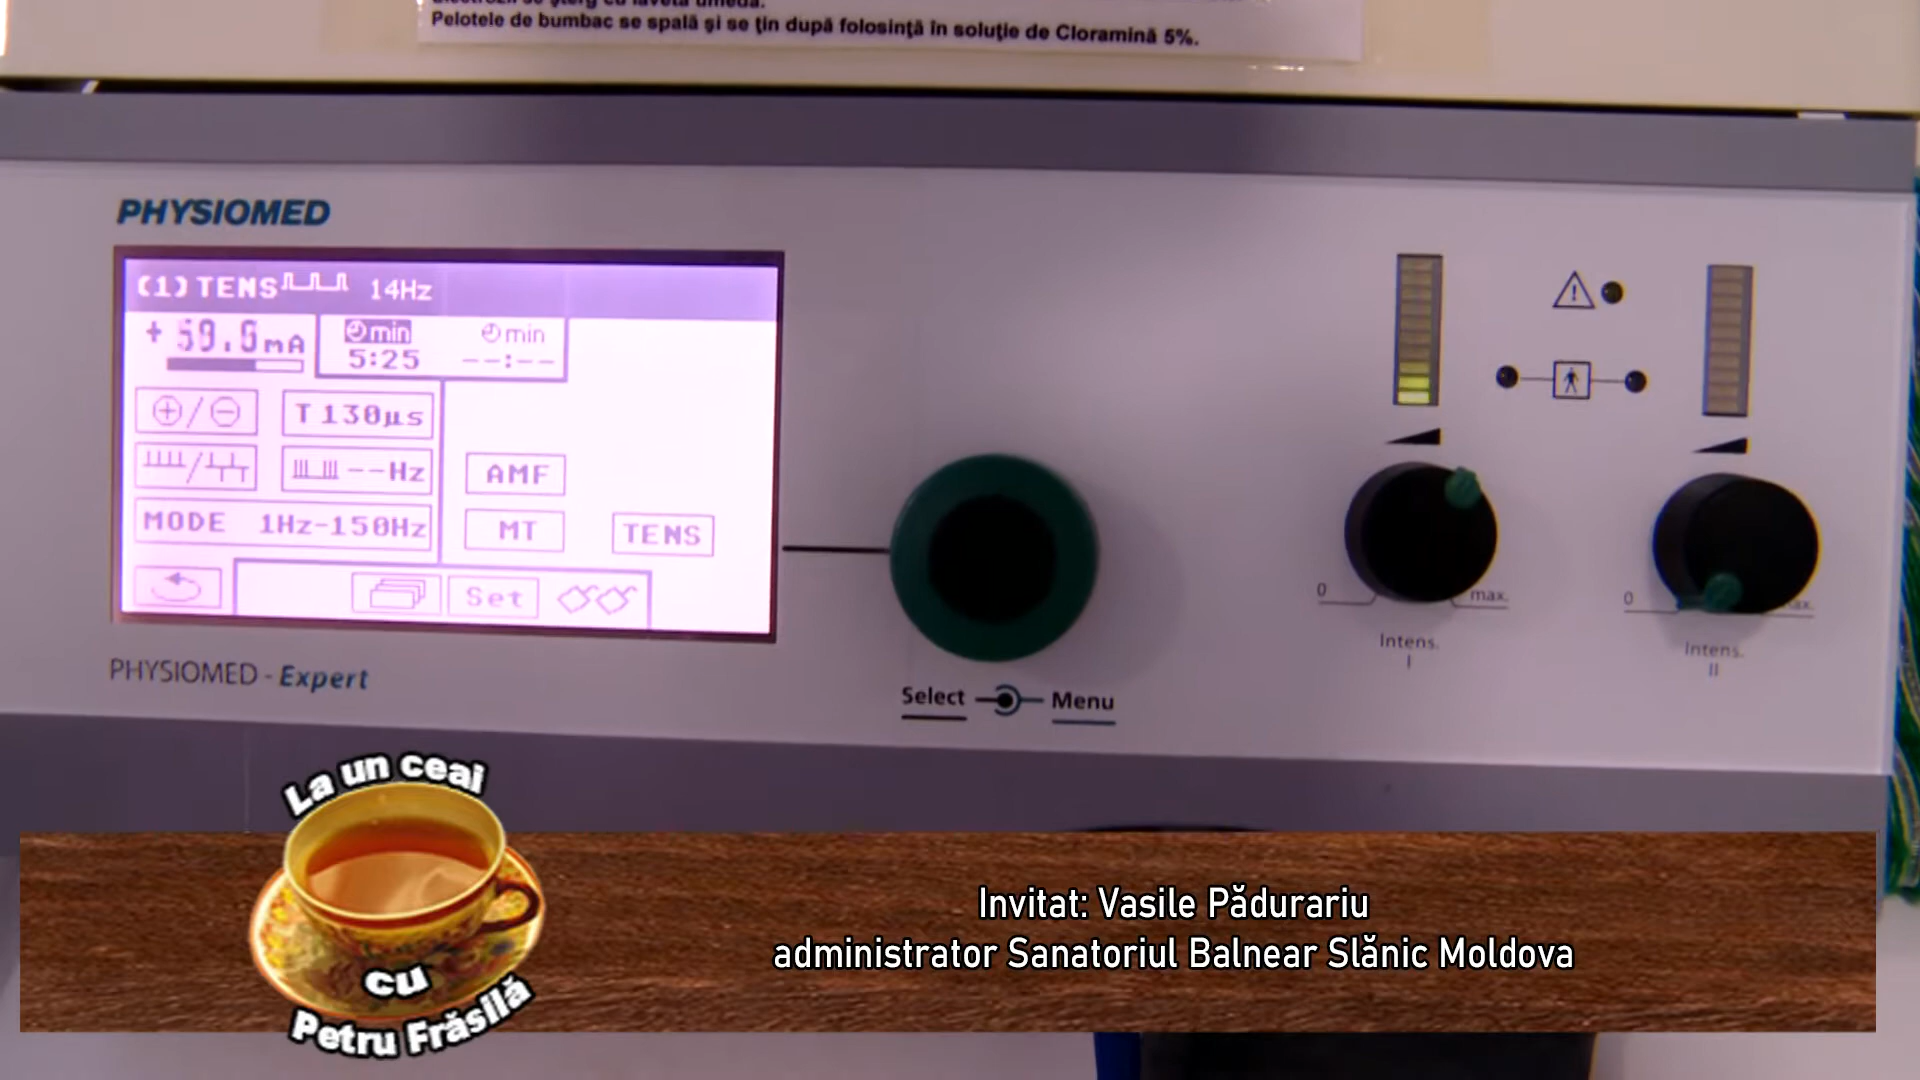 Pelotele de bumbac se spală şi se ţin după folosinţă în soluţie de Cloramină 5%.
PHYSIOMED
(1) TENS 14Hz
+ 59.
mA
min
min
5:25
--:--
+/-
T 130µs
--Hz
AMF
MODE 1Hz-150Hz
MT
TENS
Set
PHYSIOMED - Expert
Select
Menu
0
max.
Intens.
I
0
Intens.
II
La un ceai
cu
Petru Frăsilă
Invitat: Vasile Pădurariu
administrator Sanatoriul Balnear Slănic Moldova